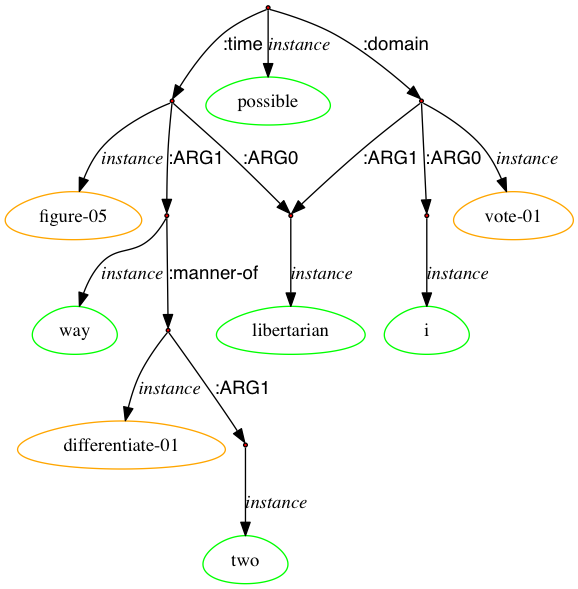 :time instance :domain
possible
instance :ARG1 :ARG0 :ARG1 :ARG0 instance
figure-05 vote-01
instance :manner-of instance instance
way libertarian i
instance :ARG1
differentiate-01
instance
two